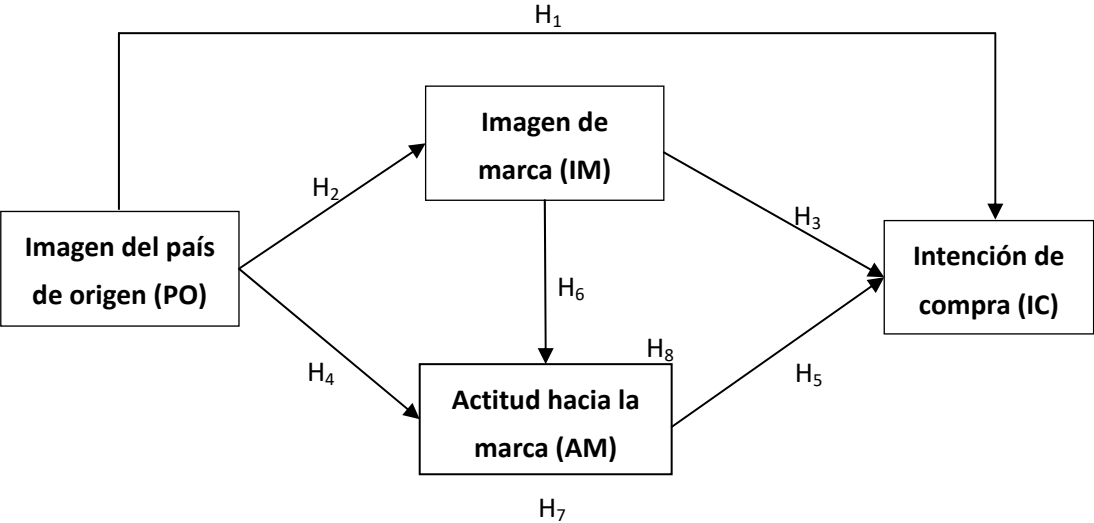 H₁
Imagen de
marca (IM)
H₂
H₃
Imagen del país
de origen (PO)
Intención de
compra (IC)
H₆
H₈
H₄
H₅
Actitud hacia la
marca (AM)
H₇